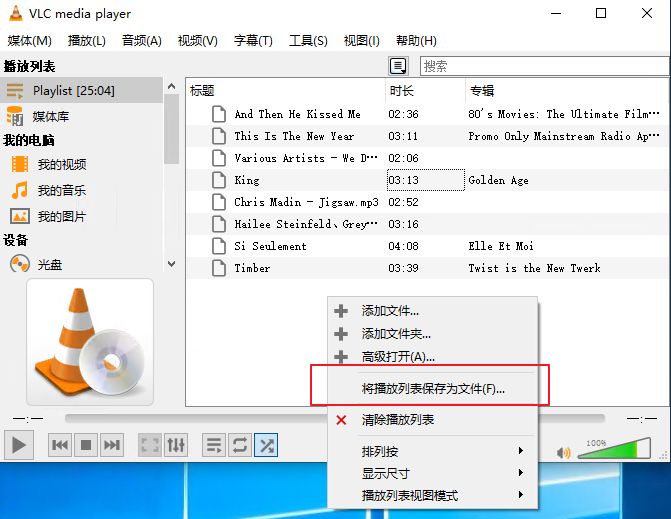 VLC media player
媒体(M) 播放(L) 音频(A) 视频(V) 字幕(T) 工具(S) 视图(I) 帮助(H)
播放列表
搜索
Playlist [25:04]
媒体库
我的电脑
我的视频
我的音乐
我的图片
设备
光盘
标题 时长 专辑
And Then He Kissed Me 02:36 80's Movies: The Ultimate Film…
This Is The New Year 03:11 Promo Only Mainstream Radio Ap…
Various Artists - We D… 02:06
King 03:13 Golden Age
Chris Madin - Jigsaw.mp3 02:52
Hailee Steinfeld、Grey… 03:16
Si Seulement 04:08 Elle Et Moi
Timber 03:39 Twist is the New Twerk
添加文件...
添加文件夹...
高级打开(A)...
将播放列表保存为文件(F)...
清除播放列表
排列按
显示尺寸
播放列表视图模式
--:-- --:--
100%